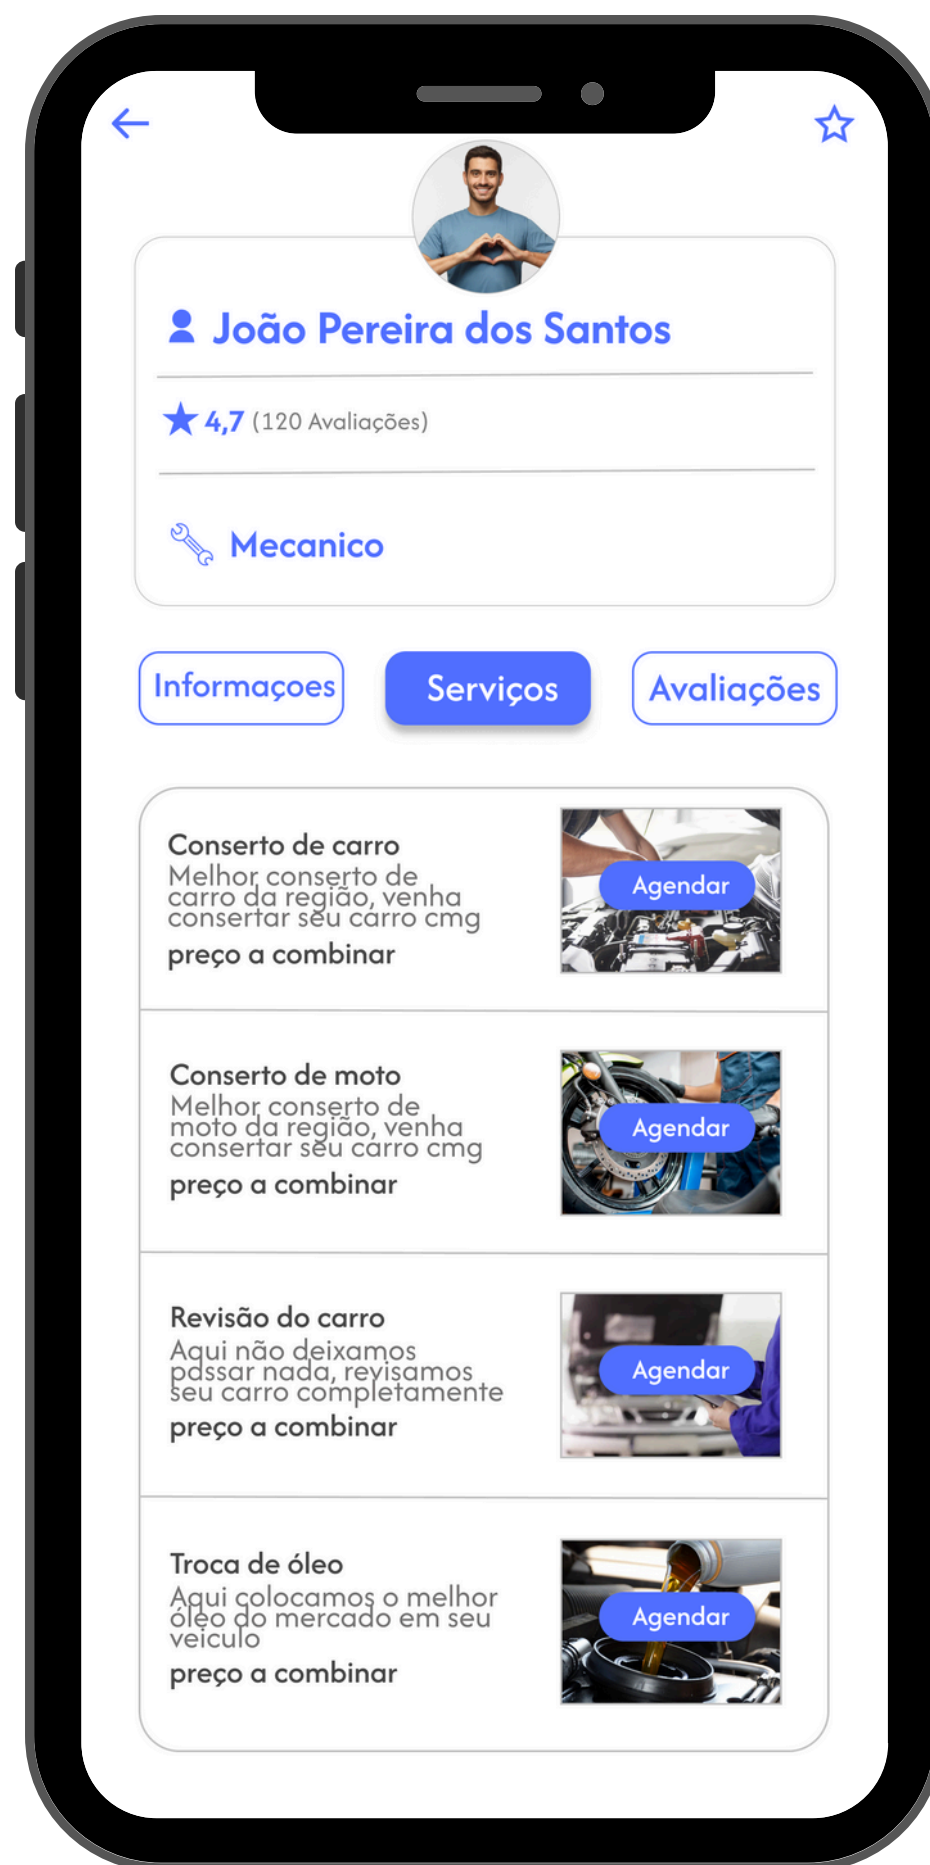 João Pereira dos Santos
4,7 (120 Avaliações)
Mecanico
Informaçoes
Serviços
Avaliações
Conserto de carro
Melhor conserto de
carro da região, venha
consertar seu carro cmg
preço a combinar
Agendar
Conserto de moto
Melhor conserto de
moto da região, venha
consertar seu carro cmg
preço a combinar
Agendar
Revisão do carro
Aqui não deixamos
passar nada, revisamos
seu carro completamente
preço a combinar
Agendar
Troca de óleo
Aqui colocamos o melhor
óleo do mercado em seu
veiculo
preço a combinar
Agendar